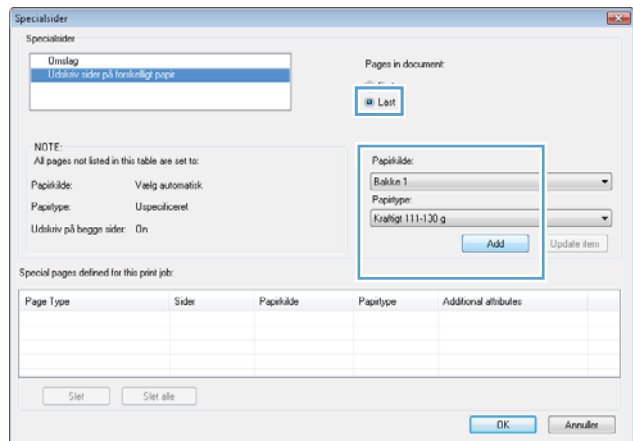 Specialsider
Specialsider
Omslag
Udskriv sider på forskelligt papir
Pages in document:
Last
NOTE:
All pages not listed in this table are set to:
Papirkilde: Vælg automatisk
Papirtype: Uspecificeret
Udskriv på begge sider: On
Papirkilde:
Bakke 1
Papirtype:
Kraftigt 111-130 g
Add Update item
Special pages defined for this print job:
Page Type Sider Papirkilde Papirtype Additional attributes
Slet Slet alle
OK Annuller